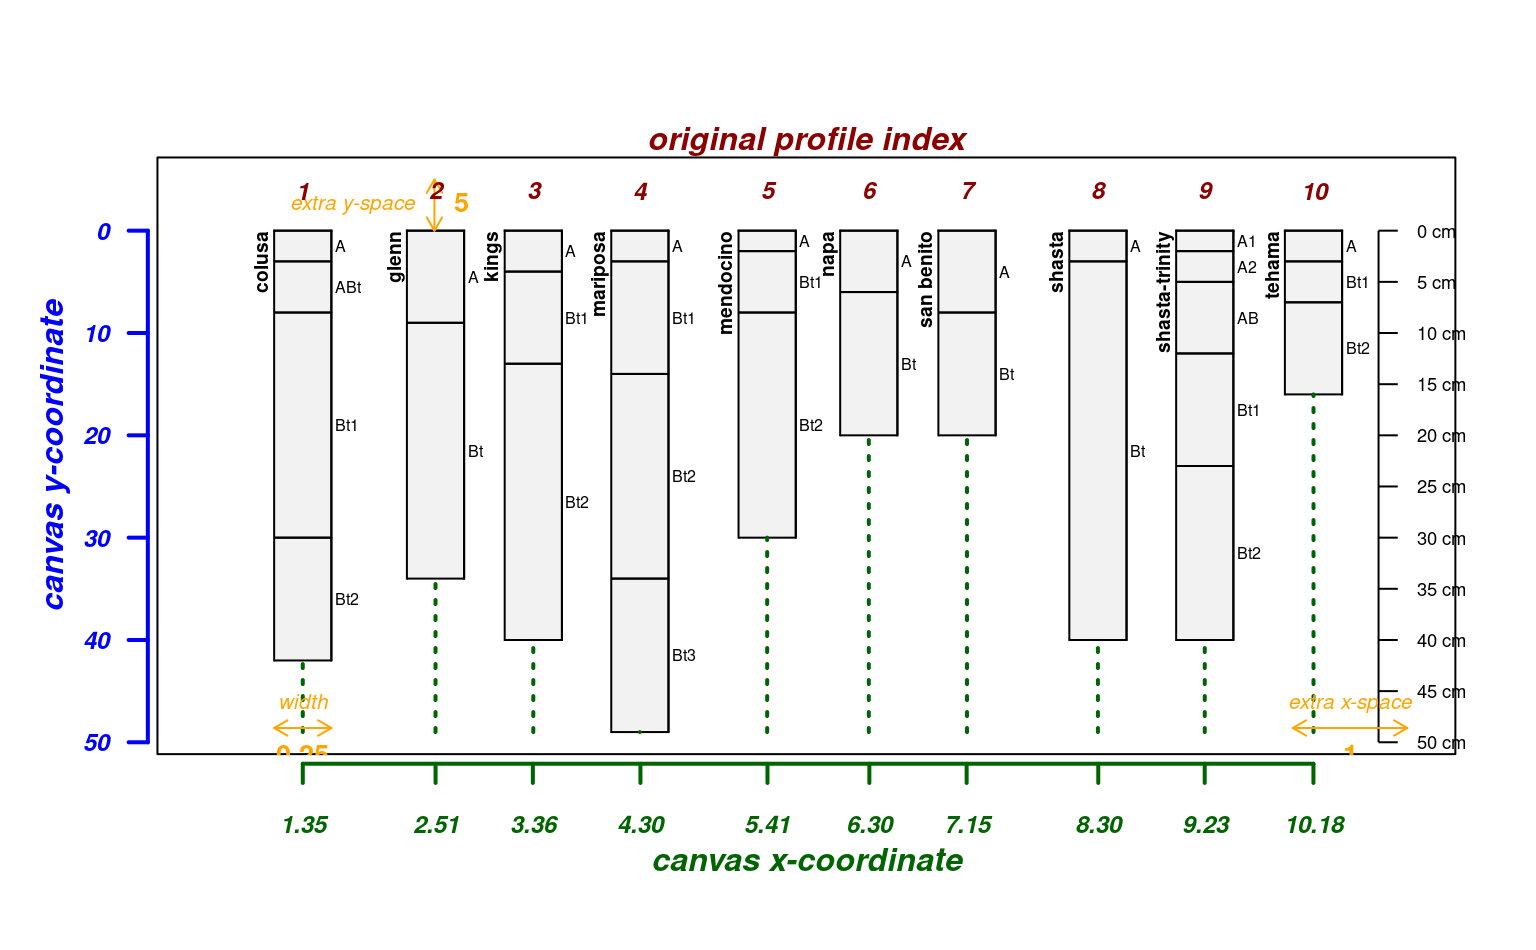 original profile index
1 2 3 4 5 6 7 8 9 10
extra y-space 5
canvas y-coordinate
0
10
20
30
40
50
colusa
A
ABt
Bt1
Bt2
glenn
A
Bt
kings
A
Bt1
Bt2
mariposa
A
Bt1
Bt2
Bt3
mendocino
A
Bt1
Bt2
napa
A
Bt
san benito
A
Bt
shasta
A
Bt
shasta-trinity
A1
A2
AB
Bt1
Bt2
tehama
A
Bt1
Bt2
0 cm
5 cm
10 cm
15 cm
20 cm
25 cm
30 cm
35 cm
40 cm
45 cm
50 cm
width
0.25
extra x-space
1
1.35 2.51 3.36 4.30 5.41 6.30 7.15 8.30 9.23 10.18
canvas x-coordinate